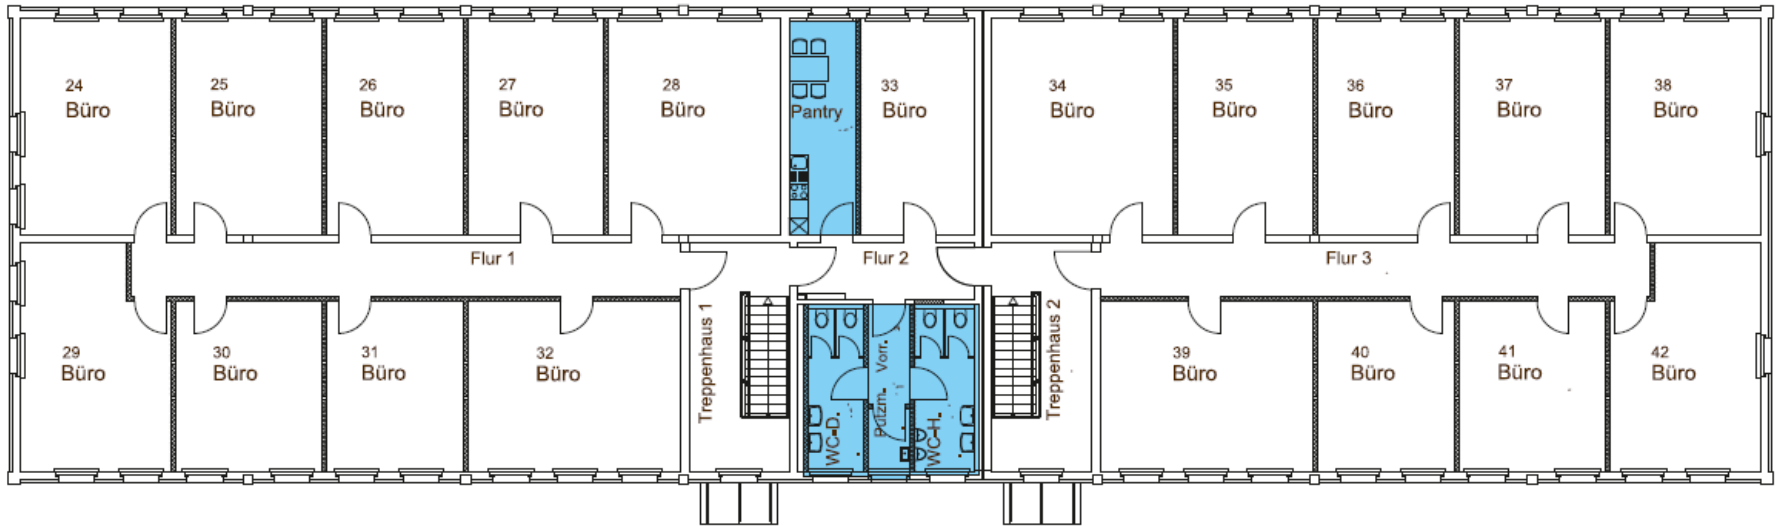 24
Büro
25
Büro
26
Büro
27
Büro
28
Büro
Pantry
33
Büro
34
Büro
35
Büro
36
Büro
37
Büro
38
Büro
Flur 1
Flur 2
Flur 3
29
Büro
30
Büro
31
Büro
32
Büro
Treppenhaus 1
WC-D.
Putzm.
Vorr.
WC-H.
Treppenhaus 2
39
Büro
40
Büro
41
Büro
42
Büro